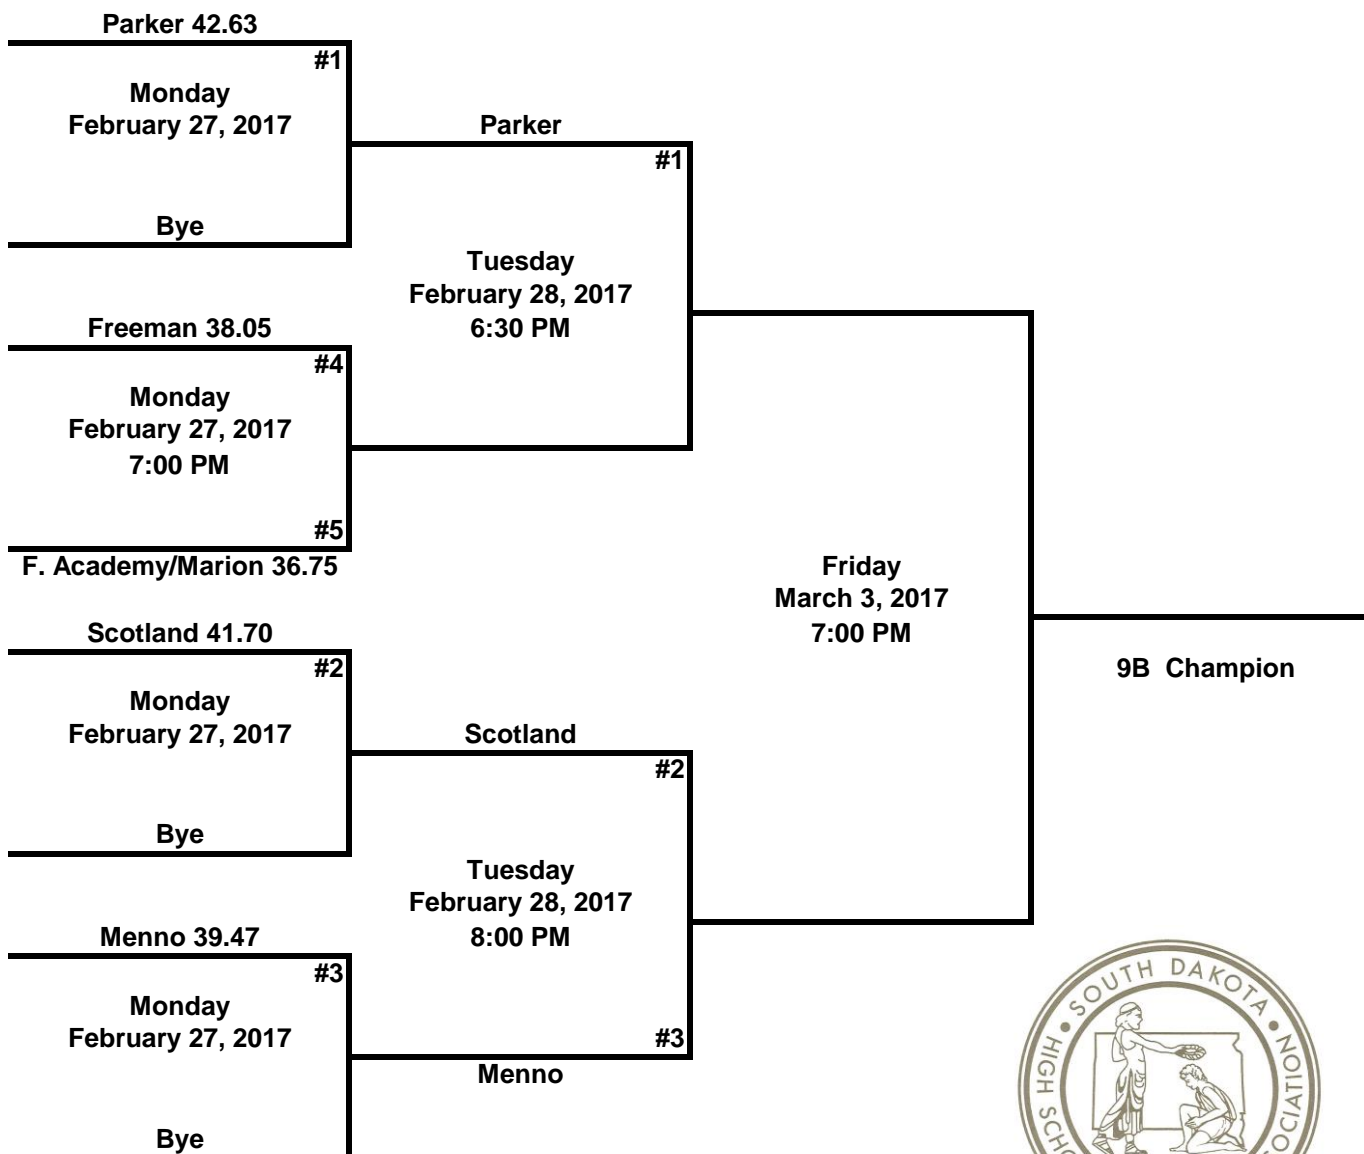 Parker 42.63
#1
Monday
February 27, 2017
Bye
Parker
#1
Tuesday
February 28, 2017
6:30 PM
Freeman 38.05
#4
Monday
February 27, 2017
7:00 PM
#5
F. Academy/Marion 36.75
Friday
March 3, 2017
7:00 PM
9B Champion
Scotland 41.70
#2
Monday
February 27, 2017
Bye
Scotland
#2
Tuesday
February 28, 2017
8:00 PM
#3
Menno
Menno 39.47
#3
Monday
February 27, 2017
Bye
SOUTH DAKOTA
HIGH